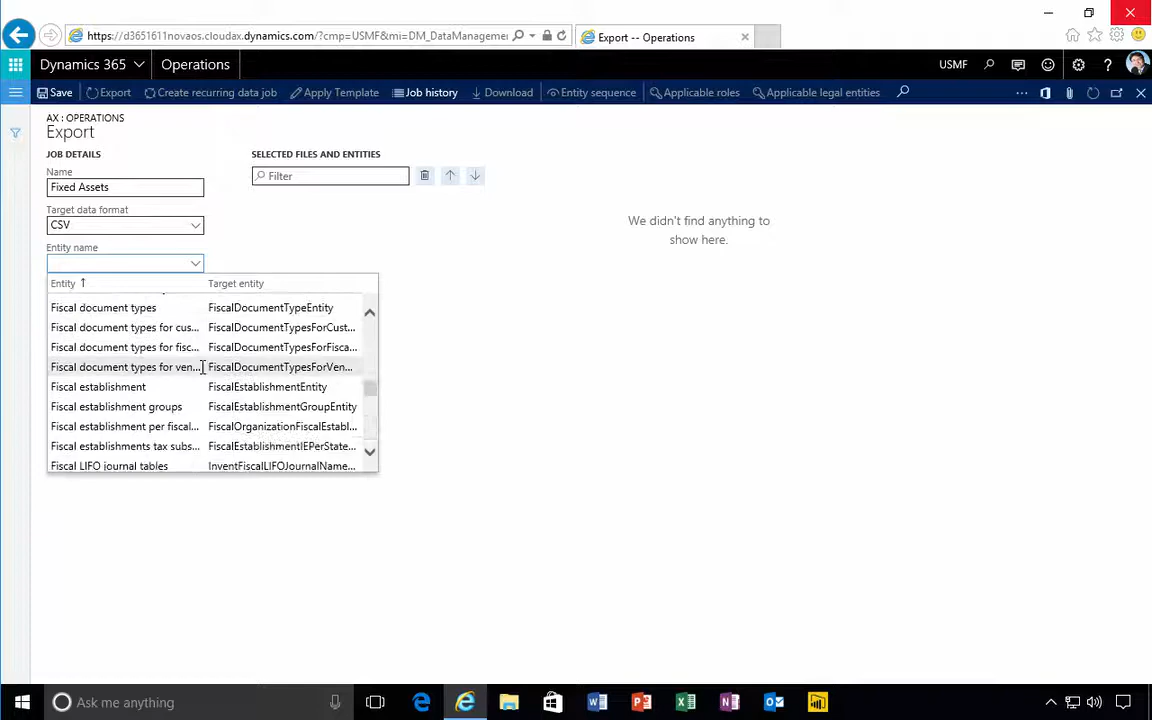 https://d3651611novaos.cloudax.dynamics.com/?cmp=USMF&mi=DM_DataManageme
Export -- Operations
Dynamics 365
Operations
USMF
Save
Export
Create recurring data job
Apply Template
Job history
Download
Entity sequence
Applicable roles
Applicable legal entities
AX : OPERATIONS
Export
JOB DETAILS
SELECTED FILES AND ENTITIES
Name
Fixed Assets
Filter
Target data format
CSV
We didn't find anything to
show here.
Entity name
Entity ↑ Target entity
Fiscal document types FiscalDocumentTypeEntity
Fiscal document types for cus... FiscalDocumentTypesForCust...
Fiscal document types for fisc... FiscalDocumentTypesForFisca...
Fiscal document types for ven... FiscalDocumentTypesForVen...
Fiscal establishment FiscalEstablishmentEntity
Fiscal establishment groups FiscalEstablishmentGroupEntity
Fiscal establishment per fiscal... FiscalOrganizationFiscalEstabl...
Fiscal establishments tax subs... FiscalEstablishmentIEPerState...
Fiscal LIFO journal tables InventFiscalLIFOJournalName...
Ask me anything